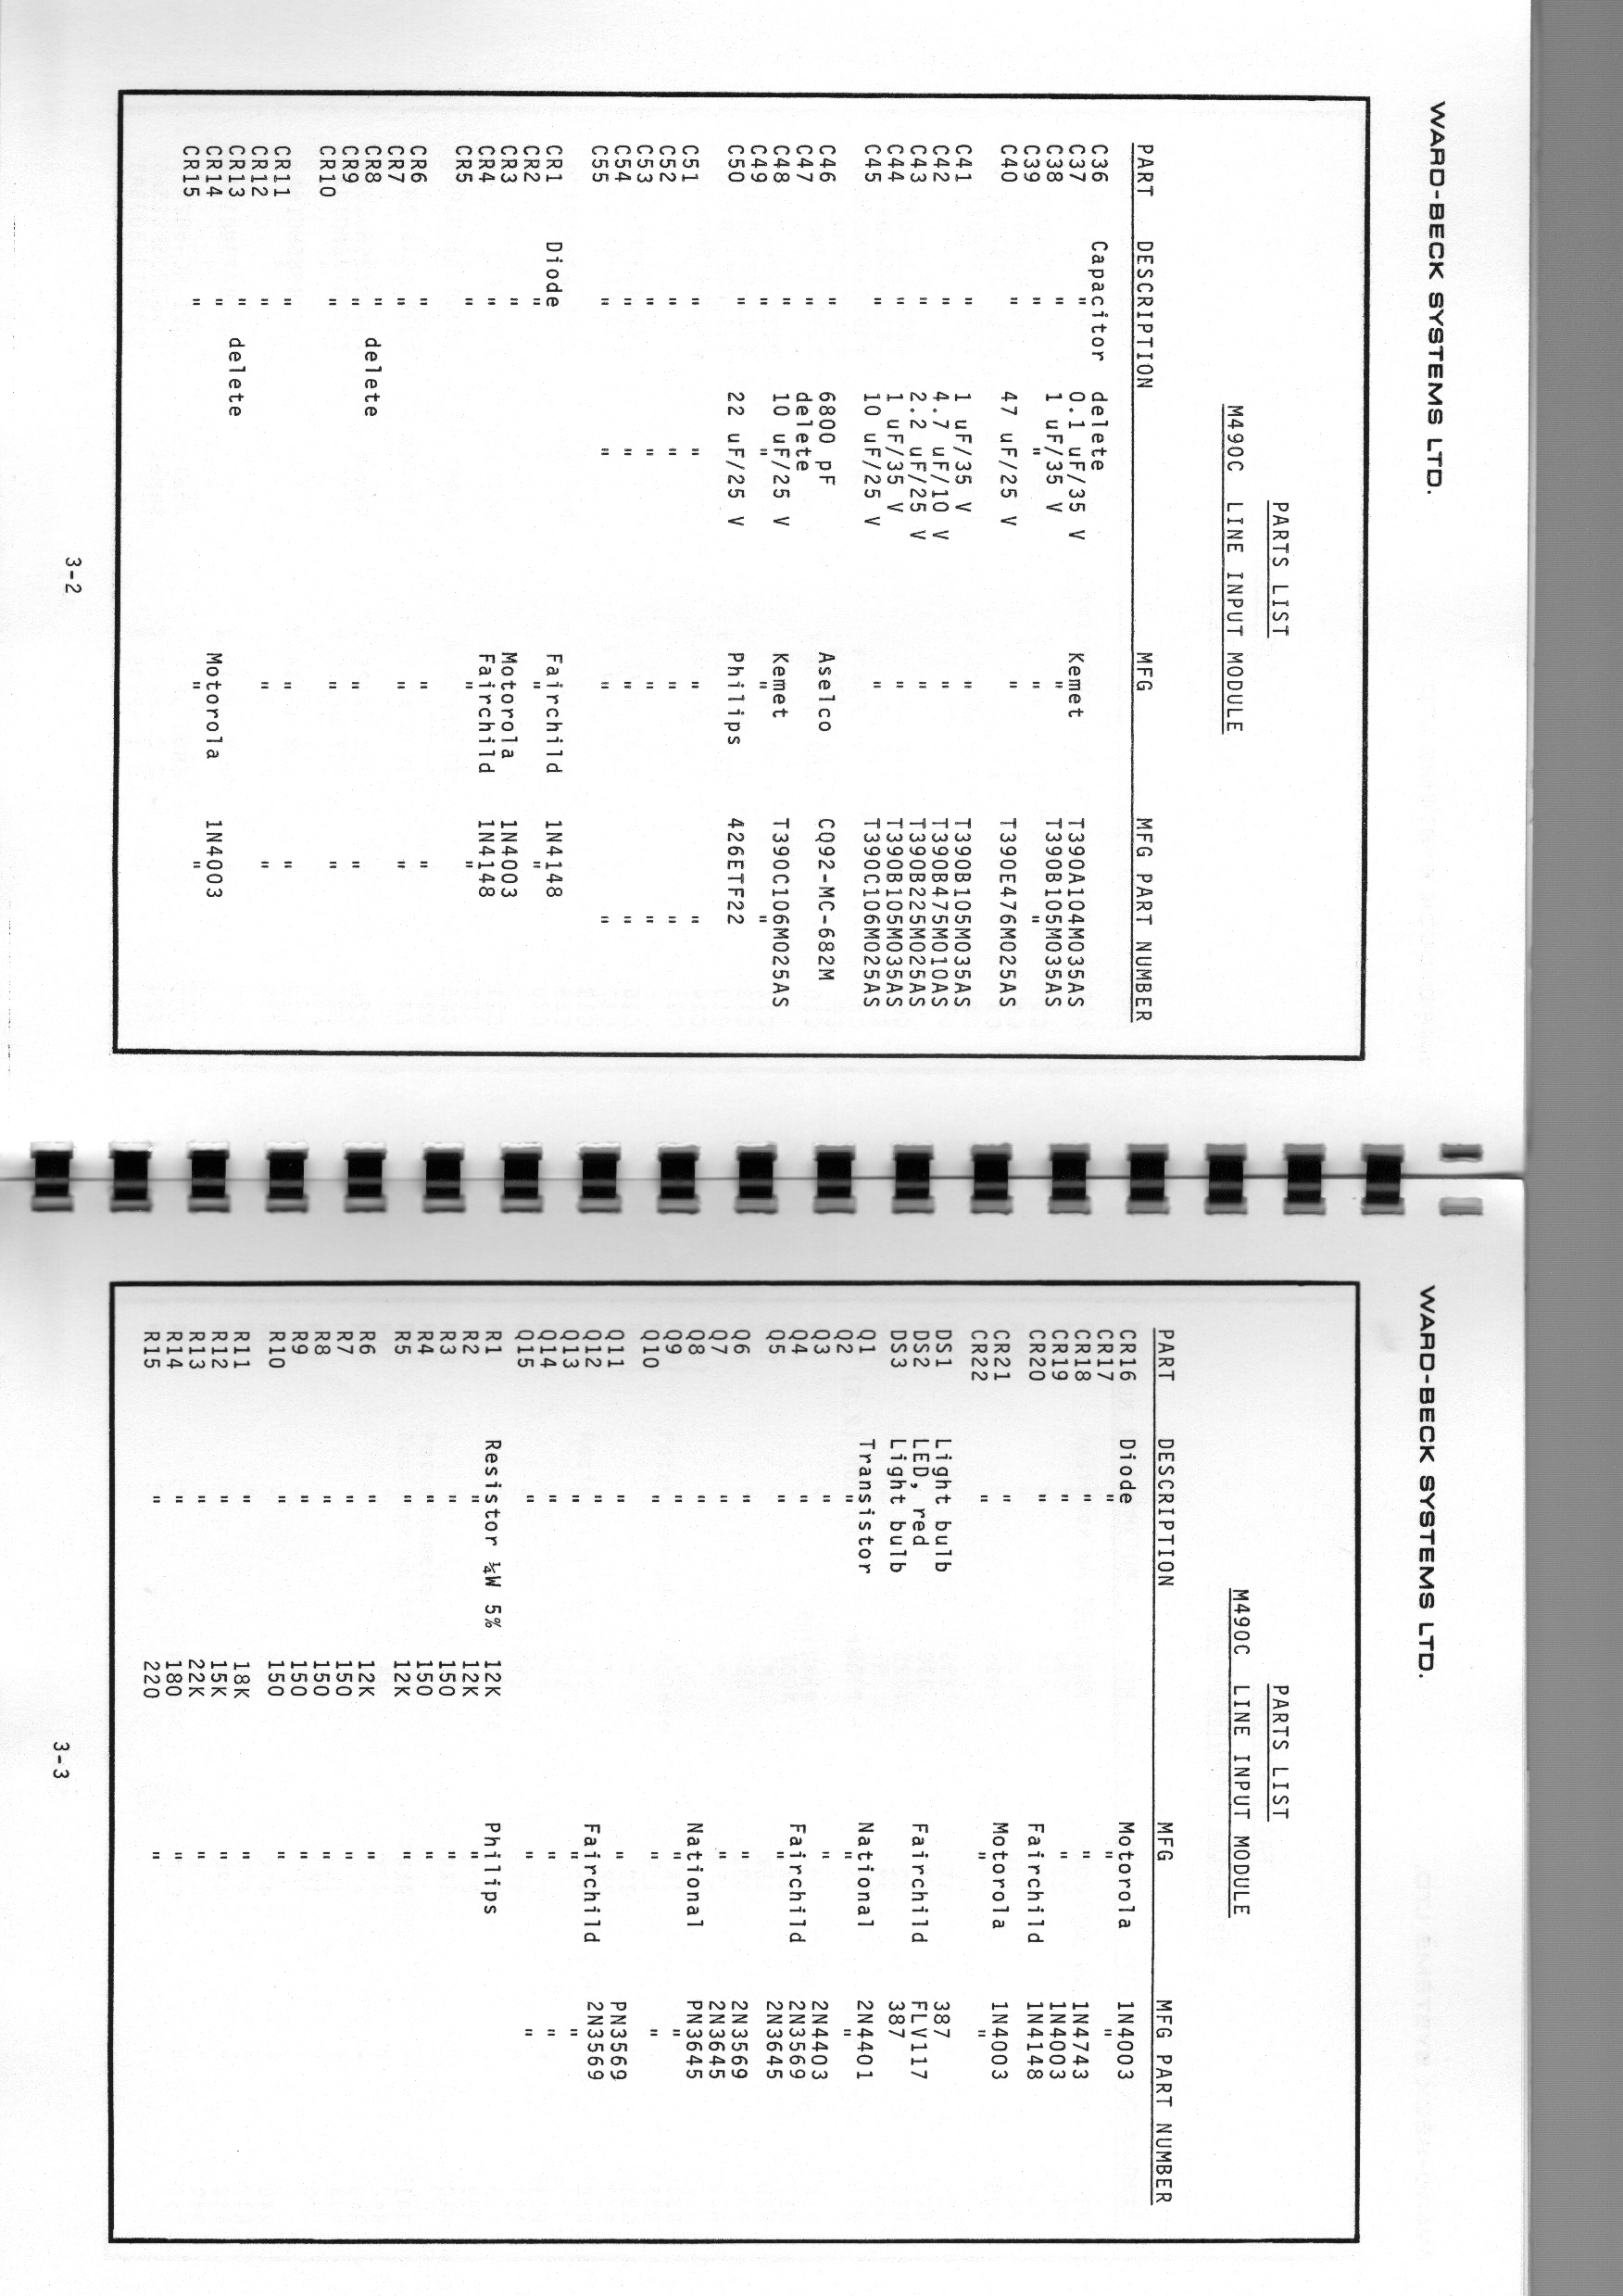 WARD-BECK SYSTEMS LTD.
PARTS LIST
M490C LINE INPUT MODULE
PART DESCRIPTION MFG MFG PART NUMBER
C36 Capacitor delete
C37 " 0.1 uF/35 V Kemet T390A104M035AS
C38 " 1 uF/35 V " T390B105M035AS
C39 " " " "
C40 " 47 uF/25 V " T390E476M025AS
C41 " 1 uF/35 V " T390B105M035AS
C42 " 4.7 uF/10 V " T390B475M010AS
C43 " 2.2 uF/25 V " T390B225M025AS
C44 " 1 uF/35 V " T390B105M035AS
C45 " 10 uF/25 V " T390C106M025AS
C46 " 6800 pF Aselco CQ92-MC-682M
C47 " delete
C48 " 10 uF/25 V Kemet T390C106M025AS
C49 " " " "
C50 " 22 uF/25 V Philips 426ETF22
C51 " " " "
C52 " " " "
C53 " " " "
C54 " " " "
C55 " " " "
CR1 Diode Fairchild 1N4148
CR2 " " "
CR3 " Motorola 1N4003
CR4 " Fairchild 1N4148
CR5 " " "
CR6 " " "
CR7 " " "
CR8 " delete
CR9 " " "
CR10 " " "
CR11 " " "
CR12 " " "
CR13 " delete
CR14 " Motorola 1N4003
CR15 " " "
3-2
WARD-BECK SYSTEMS LTD.
PARTS LIST
M490C LINE INPUT MODULE
PART DESCRIPTION MFG MFG PART NUMBER
CR16 Diode Motorola 1N4003
CR17 " " "
CR18 " " 1N4743
CR19 " " 1N4003
CR20 " Fairchild 1N4148
CR21 " Motorola 1N4003
CR22 " " "
DS1 Light bulb 387
DS2 LED, red Fairchild FLV117
DS3 Light bulb 387
Q1 Transistor National 2N4401
Q2 " " "
Q3 " " 2N4403
Q4 " Fairchild 2N3569
Q5 " " 2N3645
Q6 " " 2N3569
Q7 " " 2N3645
Q8 " National PN3645
Q9 " " "
Q10 " " "
Q11 " " PN3569
Q12 " Fairchild 2N3569
Q13 " " "
Q14 " " "
Q15 " " "
R1 Resistor ¼W 5% 12K Philips
R2 " 12K "
R3 " 150 "
R4 " 150 "
R5 " 12K "
R6 " 12K "
R7 " 150 "
R8 " 150 "
R9 " 150 "
R10 " 150 "
R11 " 18K "
R12 " 15K "
R13 " 22K "
R14 " 180 "
R15 " 220 "
3-3